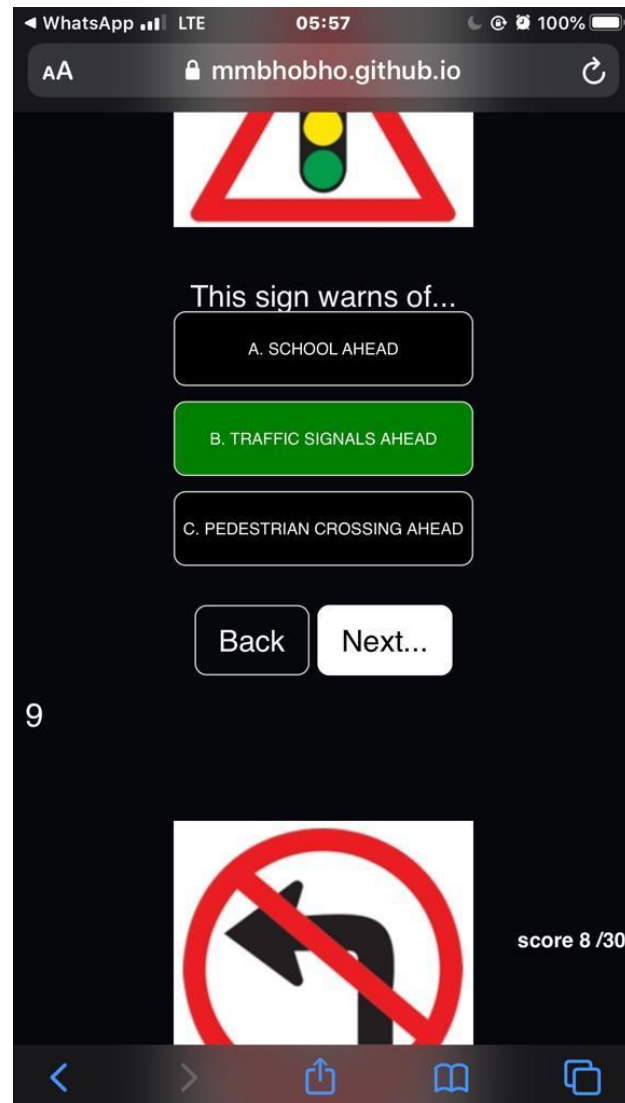 WhatsApp LTE 05:57 100%
AA mmbhobho.github.io
This sign warns of...
A. SCHOOL AHEAD
B. TRAFFIC SIGNALS AHEAD
C. PEDESTRIAN CROSSING AHEAD
Back Next...
9
score 8 /30